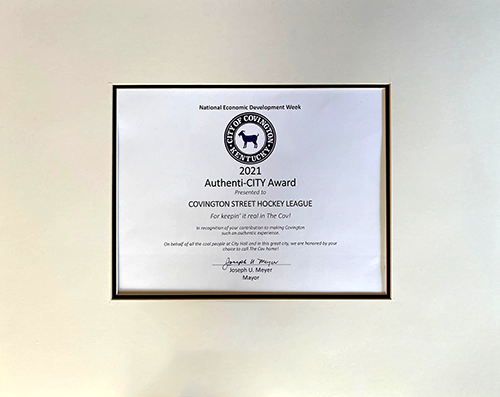 National Economic Development Week
CITY OF COVINGTON
KENTUCKY
2021
Authenti-CITY Award
Presented to
COVINGTON STREET HOCKEY LEAGUE
For keepin' it real in The Cov!
In recognition of your contribution to making Covington
such an authentic experience.
On behalf of all the cool people at City Hall and in this great city, we are honored by your
choice to call The Cov home!
Joseph U. Meyer
Joseph U. Meyer
Mayor